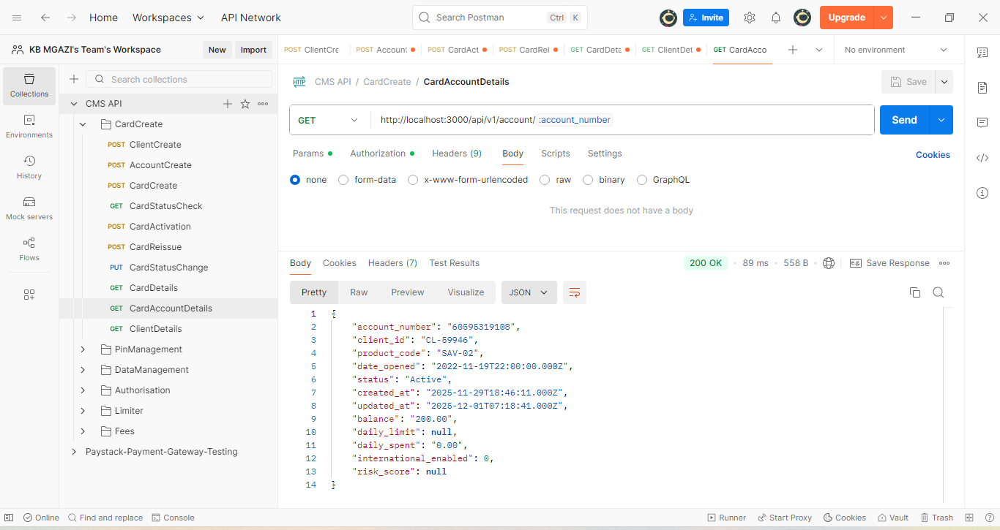 Home Workspaces API Network Search Postman Ctrl K Invite Upgrade
KB MGAZI's Team's Workspace New Import
POST ClientCre POST Account POST CardAct POST CardRei GET CardDeta GET ClientDet GET CardAcco No environment
Collections
Environments
History
Mock servers
Flows
Search collections
CMS API
CardCreate
POST ClientCreate
POST AccountCreate
POST CardCreate
GET CardStatusCheck
POST CardActivation
POST CardReissue
PUT CardStatusChange
GET CardDetails
GET CardAccountDetails
GET ClientDetails
PinManagement
DataManagement
Authorisation
Limiter
Fees
Paystack-Payment-Gateway-Testing
HTTP CMS API / CardCreate / CardAccountDetails Save
GET http://localhost:3000/api/v1/account/ :account_number Send
Params Authorization Headers (9) Body Scripts Settings Cookies
none form-data x-www-form-urlencoded raw binary GraphQL
This request does not have a body
Body Cookies Headers (7) Test Results 200 OK 89 ms 558 B e.g. Save Response
Pretty Raw Preview Visualize JSON
1 {
2 "account_number": "60595319108",
3 "client_id": "CL-59946",
4 "product_code": "SAV-02",
5 "date_opened": "2022-11-19T22:00:00.000Z",
6 "status": "Active",
7 "created_at": "2025-11-29T18:46:11.000Z",
8 "updated_at": "2025-12-01T07:18:41.000Z",
9 "balance": "200.00",
10 "daily_limit": null,
11 "daily_spent": "0.00",
12 "international_enabled": 0,
13 "risk_score": null
14 }
Online Find and replace Console Runner Start Proxy Cookies Vault Trash